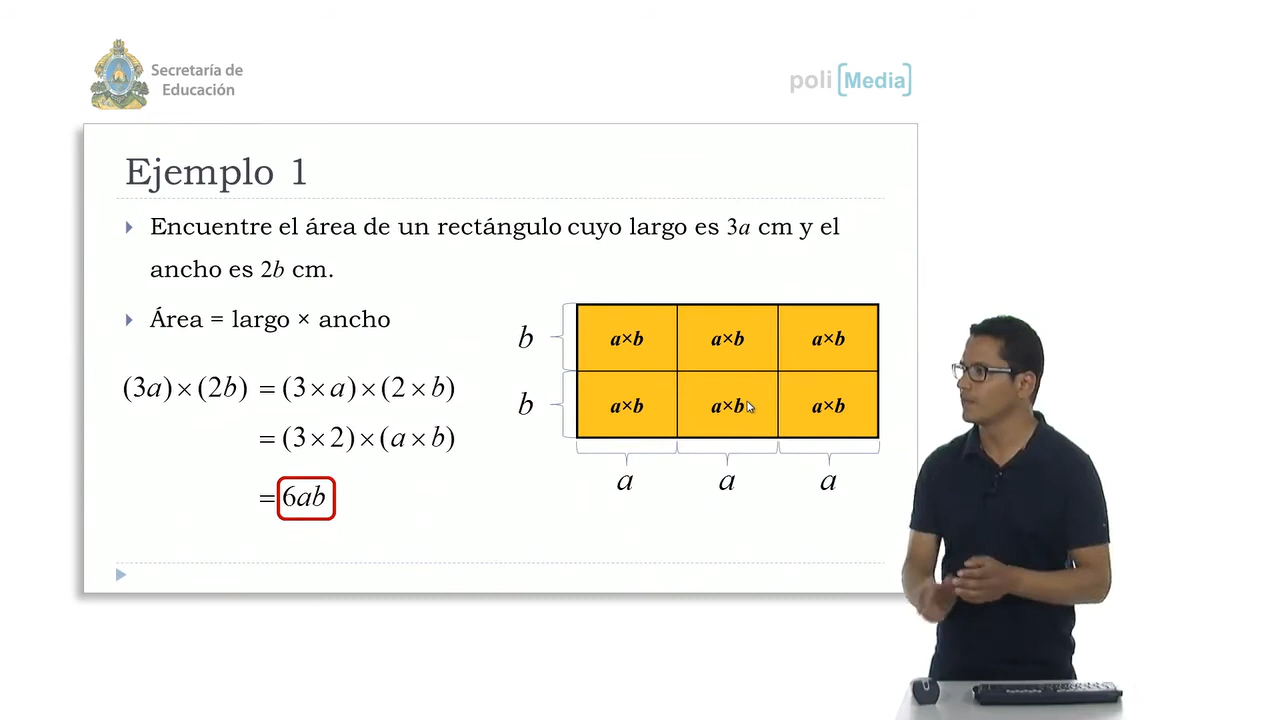 Secretaría de
Educación
poli[Media]
Ejemplo 1
Encuentre el área de un rectángulo cuyo largo es 3a cm y el
ancho es 2b cm.
Área = largo × ancho
(3a)×(2b) = (3×a)×(2×b)
= (3×2)×(a×b)
= 6ab
b a×b a×b a×b
b a×b a×b a×b
a a a